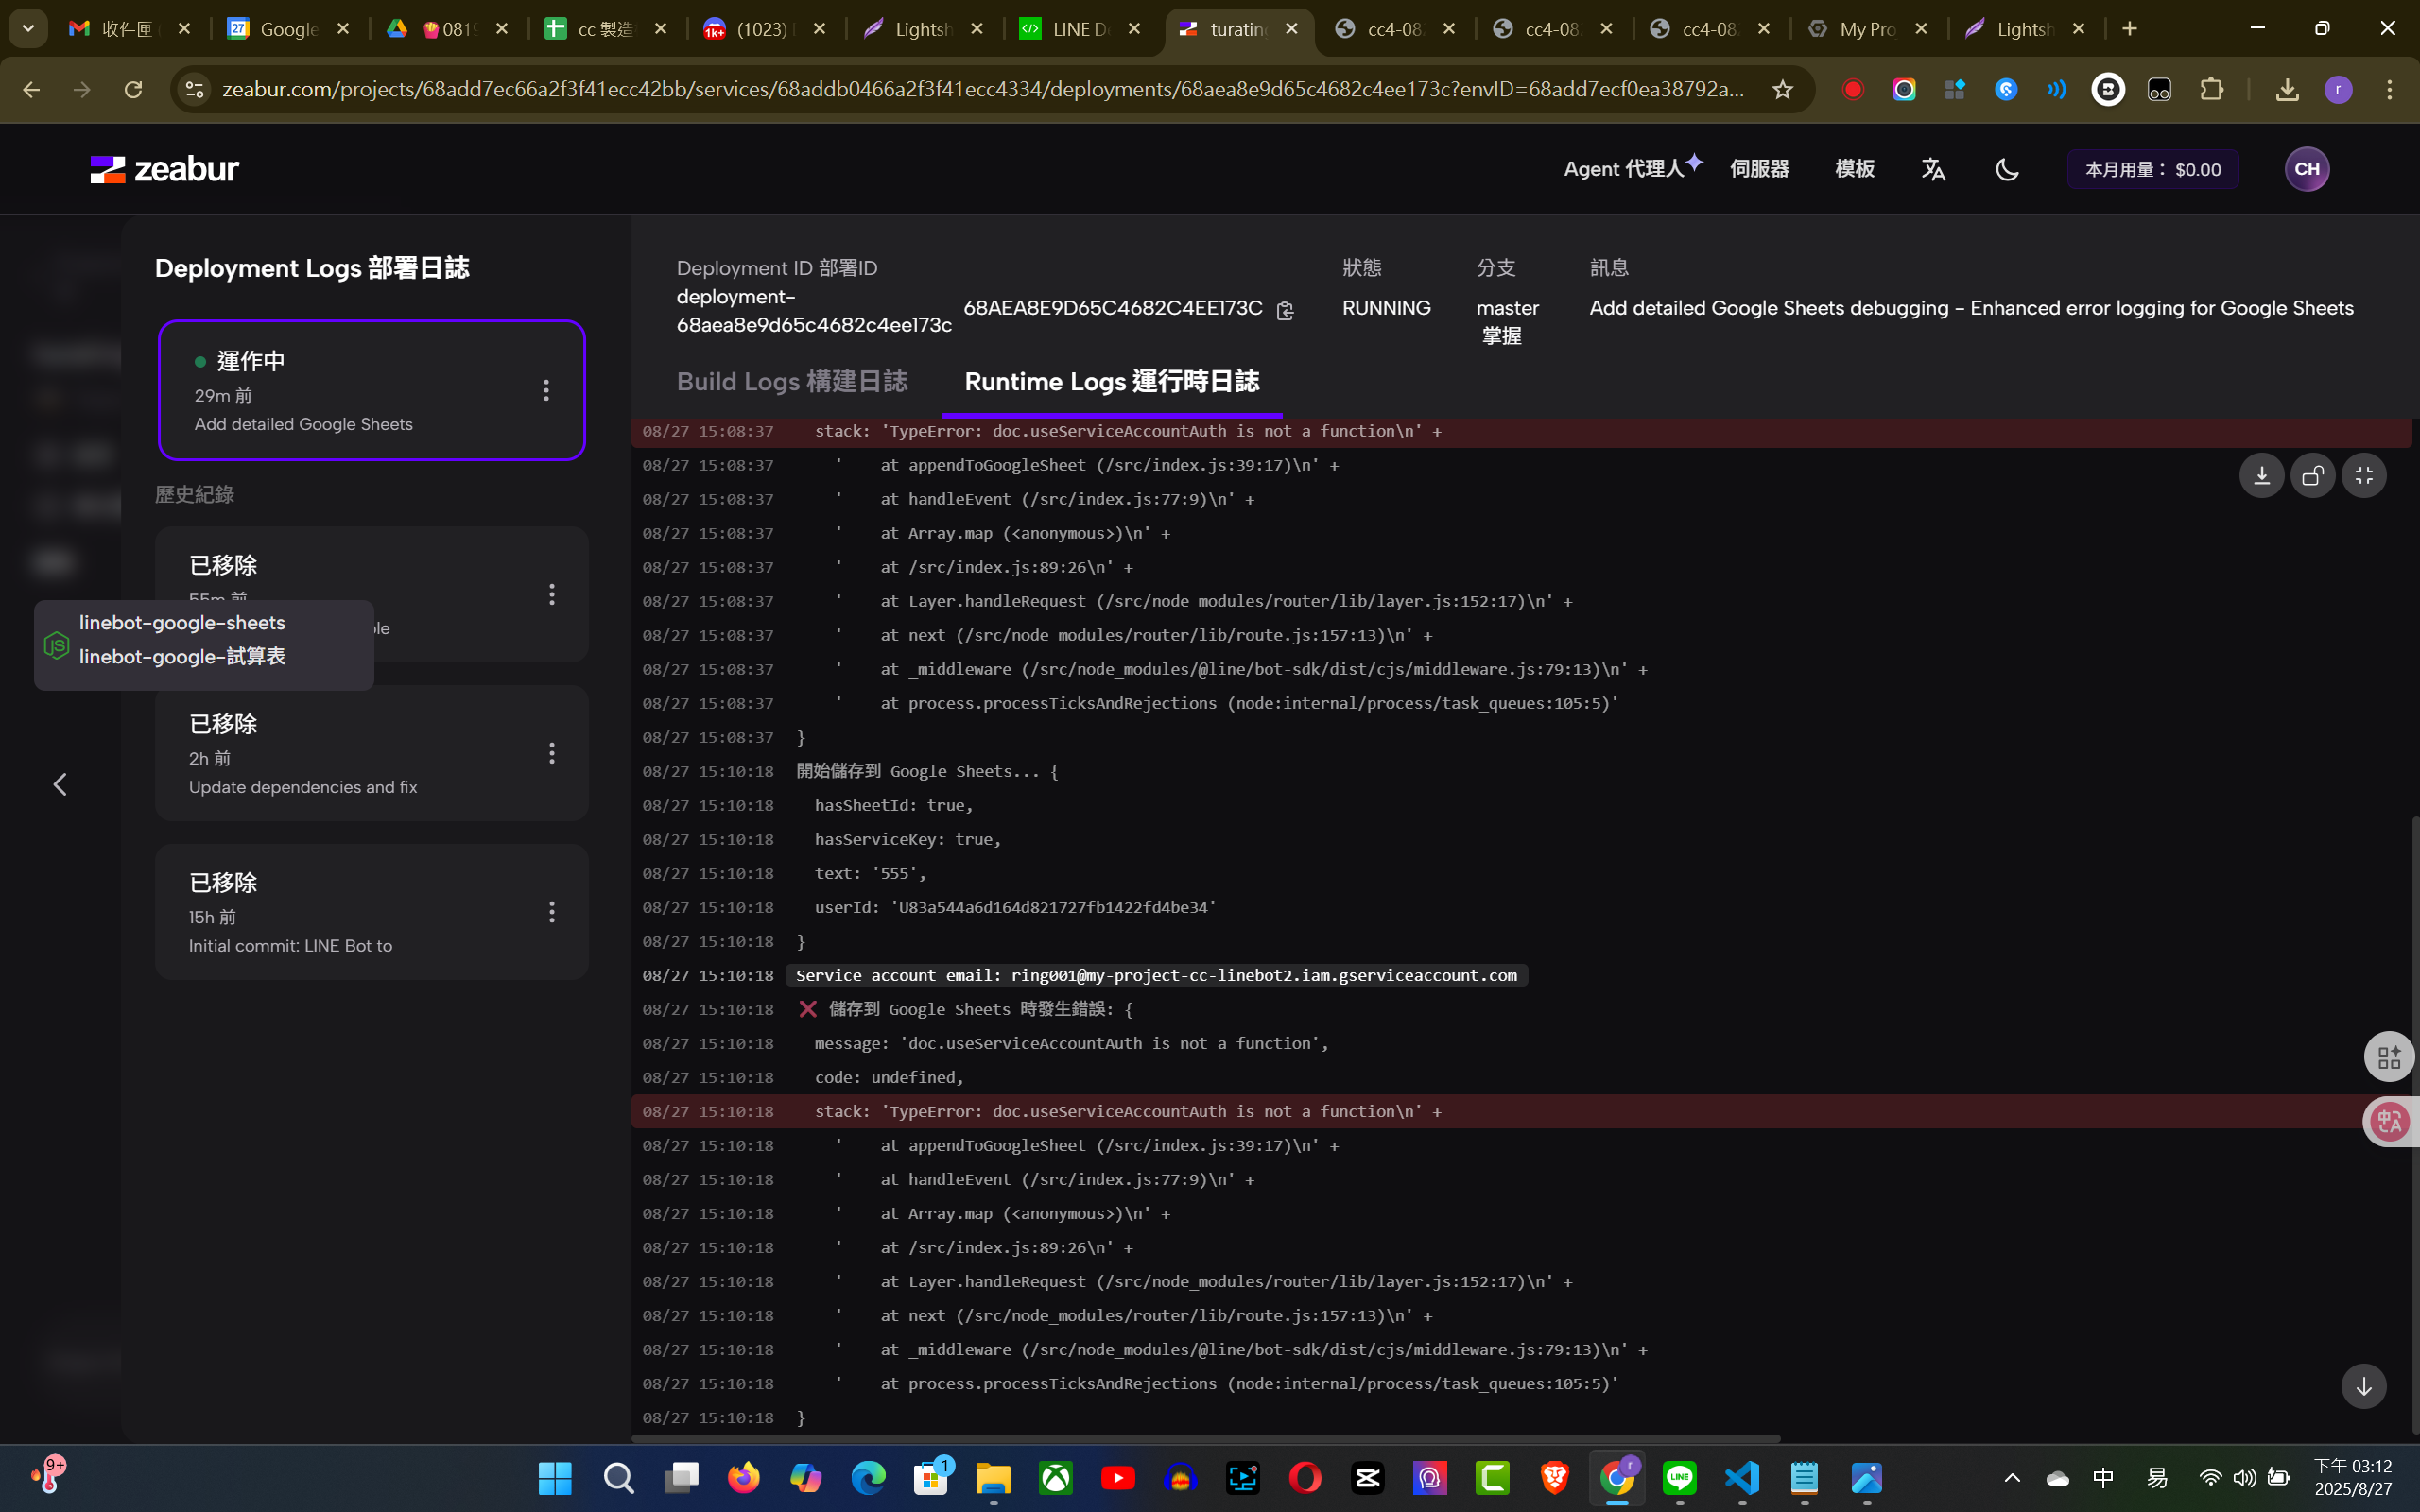 收件匣
Google
0819
cc 製造
(1023)
Lightsh
LINE De
turating
cc4-08
cc4-08
cc4-08
My Pro
Lightsh
zeabur.com/projects/68add7ec66a2f3f41ecc42bb/services/68addb0466a2f3f41ecc4334/deployments/68aea8e9d65c4682c4ee173c?envID=68add7ecf0ea38792a...
zeabur
Agent 代理人
伺服器
模板
本月用量： $0.00
CH
Deployment Logs 部署日誌
運作中
29m 前
Add detailed Google Sheets
歷史紀錄
已移除
55m 前
ole
linebot-google-sheets
linebot-google-試算表
已移除
2h 前
Update dependencies and fix
已移除
15h 前
Initial commit: LINE Bot to
Deployment ID 部署ID
deployment-
68aea8e9d65c4682c4ee173c
68AEA8E9D65C4682C4EE173C
狀態
RUNNING
分支
master
掌握
訊息
Add detailed Google Sheets debugging - Enhanced error logging for Google Sheets
Build Logs 構建日誌
Runtime Logs 運行時日誌
08/27 15:08:37 stack: 'TypeError: doc.useServiceAccountAuth is not a function\n' +
08/27 15:08:37 '    at appendToGoogleSheet (/src/index.js:39:17)\n' +
08/27 15:08:37 '    at handleEvent (/src/index.js:77:9)\n' +
08/27 15:08:37 '    at Array.map (<anonymous>)\n' +
08/27 15:08:37 '    at /src/index.js:89:26\n' +
08/27 15:08:37 '    at Layer.handleRequest (/src/node_modules/router/lib/layer.js:152:17)\n' +
08/27 15:08:37 '    at next (/src/node_modules/router/lib/route.js:157:13)\n' +
08/27 15:08:37 '    at _middleware (/src/node_modules/@line/bot-sdk/dist/cjs/middleware.js:79:13)\n' +
08/27 15:08:37 '    at process.processTicksAndRejections (node:internal/process/task_queues:105:5)'
08/27 15:08:37 }
08/27 15:10:18 開始儲存到 Google Sheets... {
08/27 15:10:18 hasSheetId: true,
08/27 15:10:18 hasServiceKey: true,
08/27 15:10:18 text: '555',
08/27 15:10:18 userId: 'U83a544a6d164d821727fb1422fd4be34'
08/27 15:10:18 }
08/27 15:10:18 Service account email: ring001@my-project-cc-linebot2.iam.gserviceaccount.com
08/27 15:10:18 ❌ 儲存到 Google Sheets 時發生錯誤: {
08/27 15:10:18 message: 'doc.useServiceAccountAuth is not a function',
08/27 15:10:18 code: undefined,
08/27 15:10:18 stack: 'TypeError: doc.useServiceAccountAuth is not a function\n' +
08/27 15:10:18 '    at appendToGoogleSheet (/src/index.js:39:17)\n' +
08/27 15:10:18 '    at handleEvent (/src/index.js:77:9)\n' +
08/27 15:10:18 '    at Array.map (<anonymous>)\n' +
08/27 15:10:18 '    at /src/index.js:89:26\n' +
08/27 15:10:18 '    at Layer.handleRequest (/src/node_modules/router/lib/layer.js:152:17)\n' +
08/27 15:10:18 '    at next (/src/node_modules/router/lib/route.js:157:13)\n' +
08/27 15:10:18 '    at _middleware (/src/node_modules/@line/bot-sdk/dist/cjs/middleware.js:79:13)\n' +
08/27 15:10:18 '    at process.processTicksAndRejections (node:internal/process/task_queues:105:5)'
08/27 15:10:18 }
9+
1
中
易
下午 03:12
2025/8/27